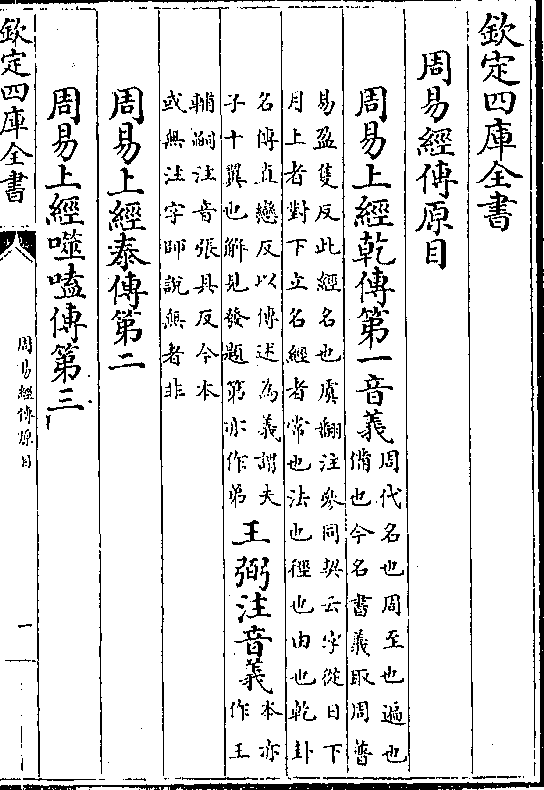 欽定四庫全書
周易經傳原目
周易上經乾傳第一音義周代名也周至也遍也
備也今名書義取周普
易盈隻反此經名也虞翻注參同契云字從日下
月上者對下立名經者常也法也徑也由也乾卦
名傳直戀反以傳述為義謂夫
子十翼也解見發題第亦作弟
王弼注音義本亦
作王
輔嗣注音張具反今本
或無注字師說無者非
周易上經泰傳第二
周易上經噬嗑傳第三
欽定四庫全書
周易經傳原目
一